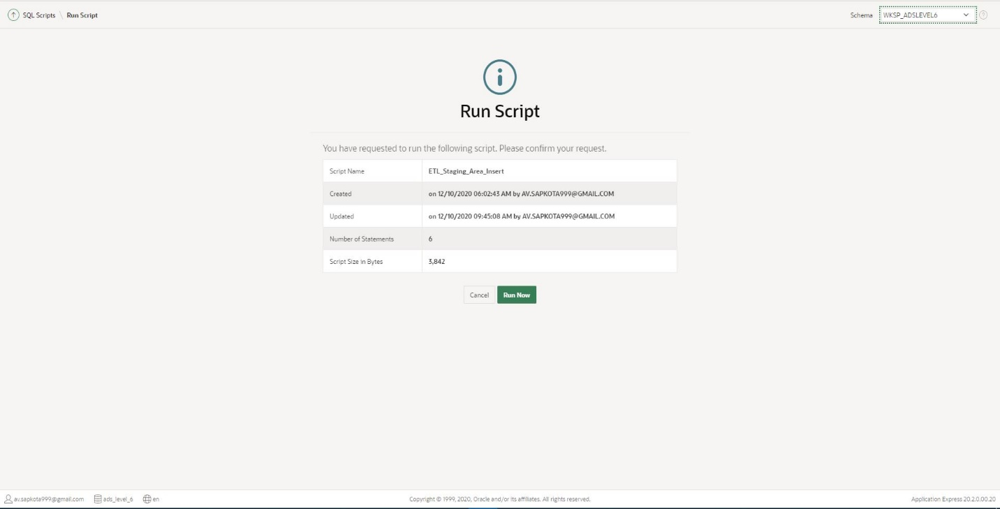 SQL Scripts \ Run Script
Schema WKSP_ADSLEVEL6
Run Script
You have requested to run the following script. Please confirm your request.
Script Name ETL_Staging_Area_Insert
Created on 12/10/2020 06:02:43 AM by AV.SAPKOTA999@GMAIL.COM
Updated on 12/10/2020 09:45:08 AM by AV.SAPKOTA999@GMAIL.COM
Number of Statements 6
Script Size in Bytes 3,842
Cancel Run Now
av.sapkota999@gmail.com ads_level_6 en
Copyright © 1999, 2020, Oracle and/or its affiliates. All rights reserved.
Application Express 20.2.0.00.20